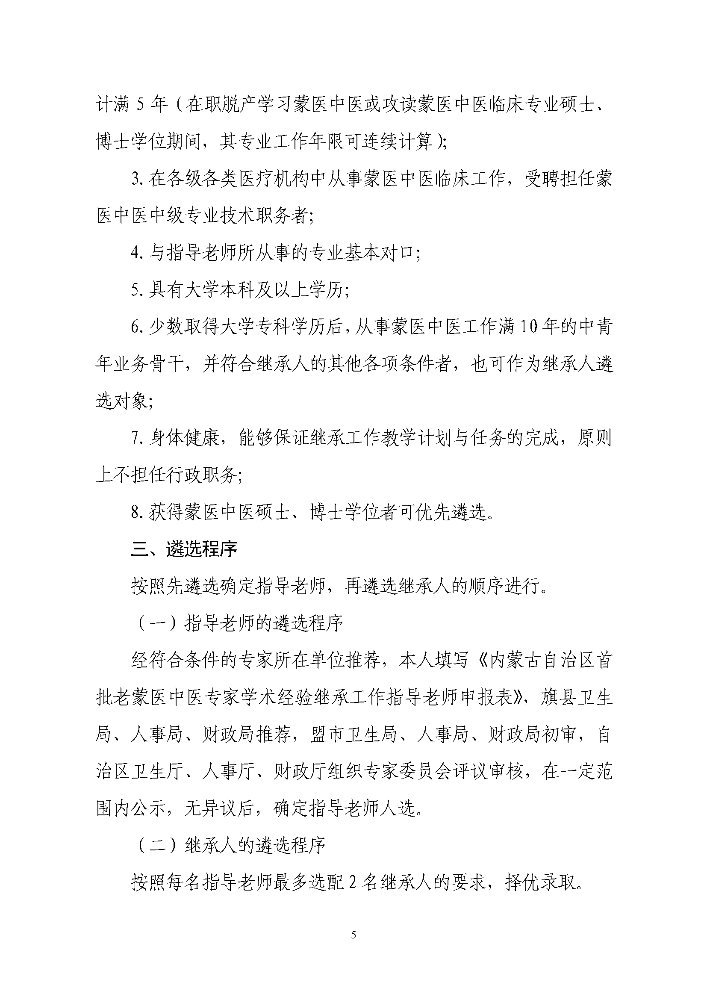 计满 5 年（在职脱产学习蒙医中医或攻读蒙医中医临床专业硕士、
博士学位期间，其专业工作年限可连续计算）；
3. 在各级各类医疗机构中从事蒙医中医临床工作，受聘担任蒙
医中医中级专业技术职务者；
4. 与指导老师所从事的专业基本对口；
5. 具有大学本科及以上学历；
6. 少数取得大学专科学历后，从事蒙医中医工作满 10 年的中青
年业务骨干，并符合继承人的其他各项条件者，也可作为继承人遴
选对象；
7. 身体健康，能够保证继承工作教学计划与任务的完成，原则
上不担任行政职务；
8. 获得蒙医中医硕士、博士学位者可优先遴选。
三、遴选程序
按照先遴选确定指导老师，再遴选继承人的顺序进行。
（一）指导老师的遴选程序
经符合条件的专家所在单位推荐，本人填写《内蒙古自治区首
批老蒙医中医专家学术经验继承工作指导老师申报表》，旗县卫生
局、人事局、财政局推荐，盟市卫生局、人事局、财政局初审，自
治区卫生厅、人事厅、财政厅组织专家委员会评议审核，在一定范
围内公示，无异议后，确定指导老师人选。
（二）继承人的遴选程序
按照每名指导老师最多选配 2 名继承人的要求，择优录取。
5